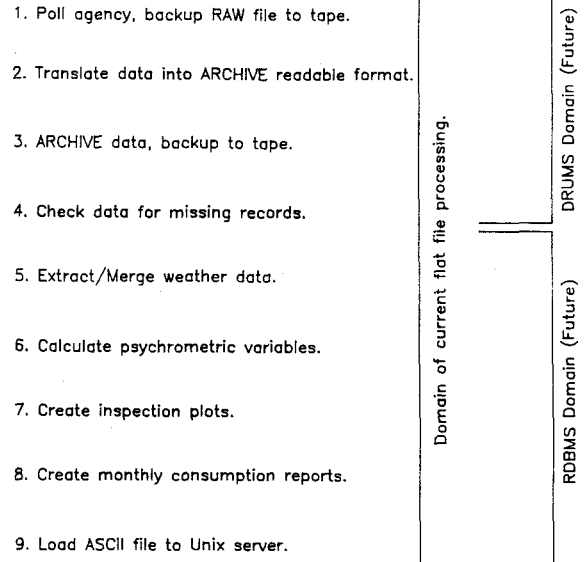 1. Poll agency, backup RAW file to tape.
2. Translate data into ARCHIVE readable format.
3. ARCHIVE data, backup to tape.
4. Check data for missing records.
5. Extract/Merge weather data.
6. Calculate psychrometric variables.
7. Create inspection plots.
8. Create monthly consumption reports.
9. Load ASCII file to Unix server.
Domain of current flat file processing.
DRUMS Domain (Future)
RDBMS Domain (Future)